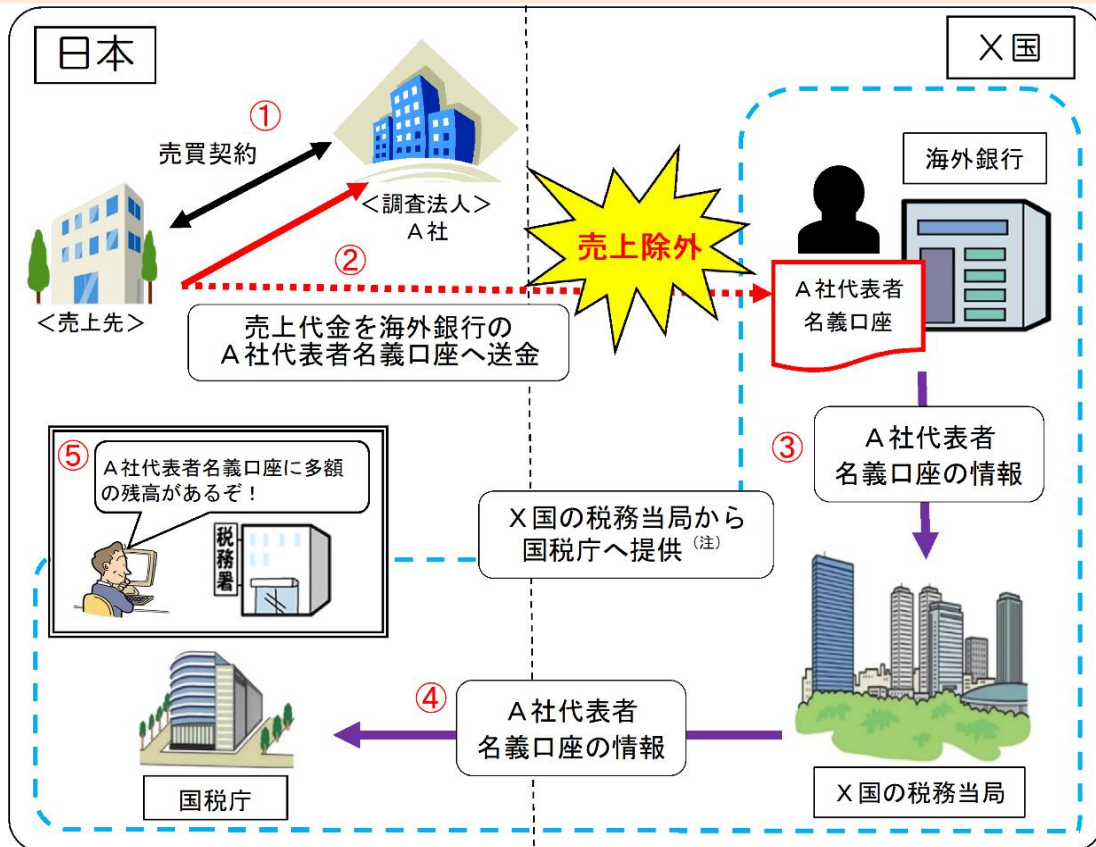 日本
X国
①
売買契約
<調査法人>
A社
<売上先>
②
売上除外
売上代金を海外銀行の
A社代表者名義口座へ送金
海外銀行
A社代表者
名義口座
③
A社代表者
名義口座の情報
X国の税務当局から
国税庁へ提供(注)
X国の税務当局
④
A社代表者
名義口座の情報
国税庁
⑤
A社代表者名義口座に多額
の残高があるぞ！
税務署